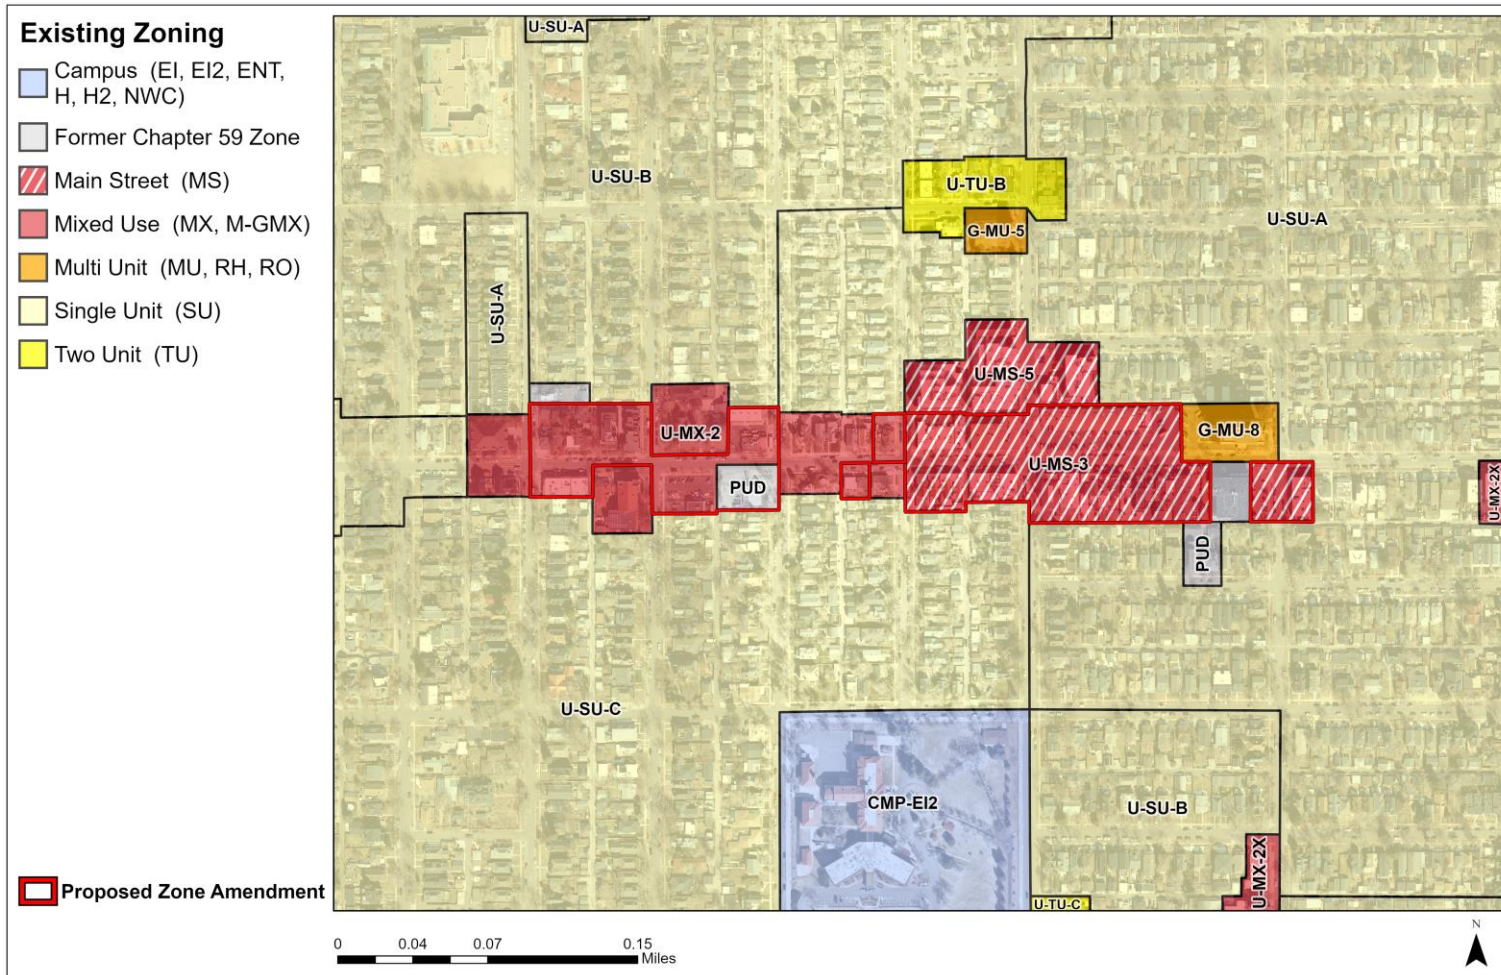 Existing Zoning
Campus (EI, EI2, ENT,
H, H2, NWC)
Former Chapter 59 Zone
Main Street (MS)
Mixed Use (MX, M-GMX)
Multi Unit (MU, RH, RO)
Single Unit (SU)
Two Unit (TU)
Proposed Zone Amendment
U-SU-A
U-SU-B
U-TU-B
U-SU-A
G-MU-5
U-SU-A
U-MS-5
U-MX-2
G-MU-8
U-MS-3
PUD
U-MX-2X
PUD
U-SU-C
CMP-EI2
U-SU-B
U-MX-2X
U-TU-C
0 0.04 0.07 0.15
Miles
N